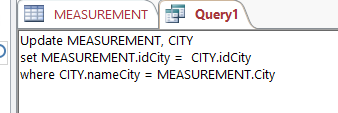 MEASUREMENT Query1
Update MEASUREMENT, CITY
set MEASUREMENT.idCity =  CITY.idCity
where CITY.nameCity = MEASUREMENT.City